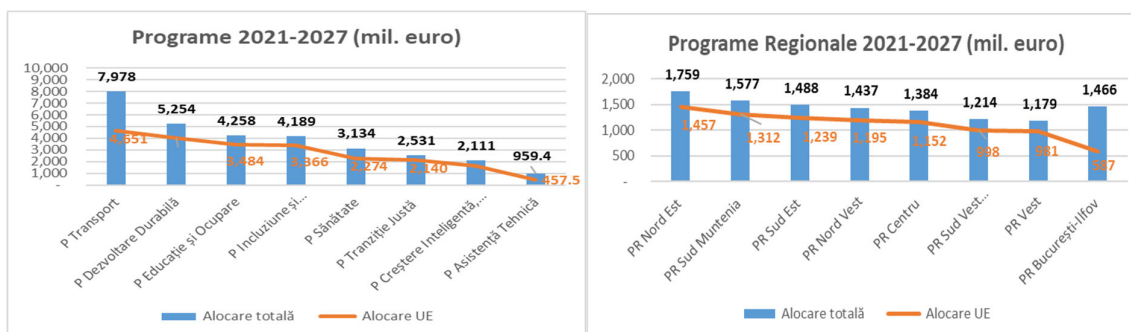 Programe 2021-2027 (mil. euro)
10,000
9,000
8,000
7,000
6,000
5,000
4,000
3,000
2,000
1,000
-
7,978
5,254
4,258
4,189
3,134
2,531
2,111
959.4
4,651
3,484
3,366
2,274
2,140
457.5
P Transport
P Dezvoltare Durabilă
P Educație și Ocupare
P Incluziune și...
P Sănătate
P Tranziție Justă
P Creștere Inteligentă,...
P Asistență Tehnică
Alocare totală
Alocare UE
Programe Regionale 2021-2027 (mil. euro)
2,000
1,500
1,000
500
-
1,759
1,577
1,488
1,437
1,384
1,214
1,179
1,466
1,457
1,312
1,239
1,195
1,152
998
981
587
PR Nord Est
PR Sud Muntenia
PR Sud Est
PR Nord Vest
PR Centru
PR Sud Vest...
PR Vest
PR București-Ilfov
Alocare totală
Alocare UE